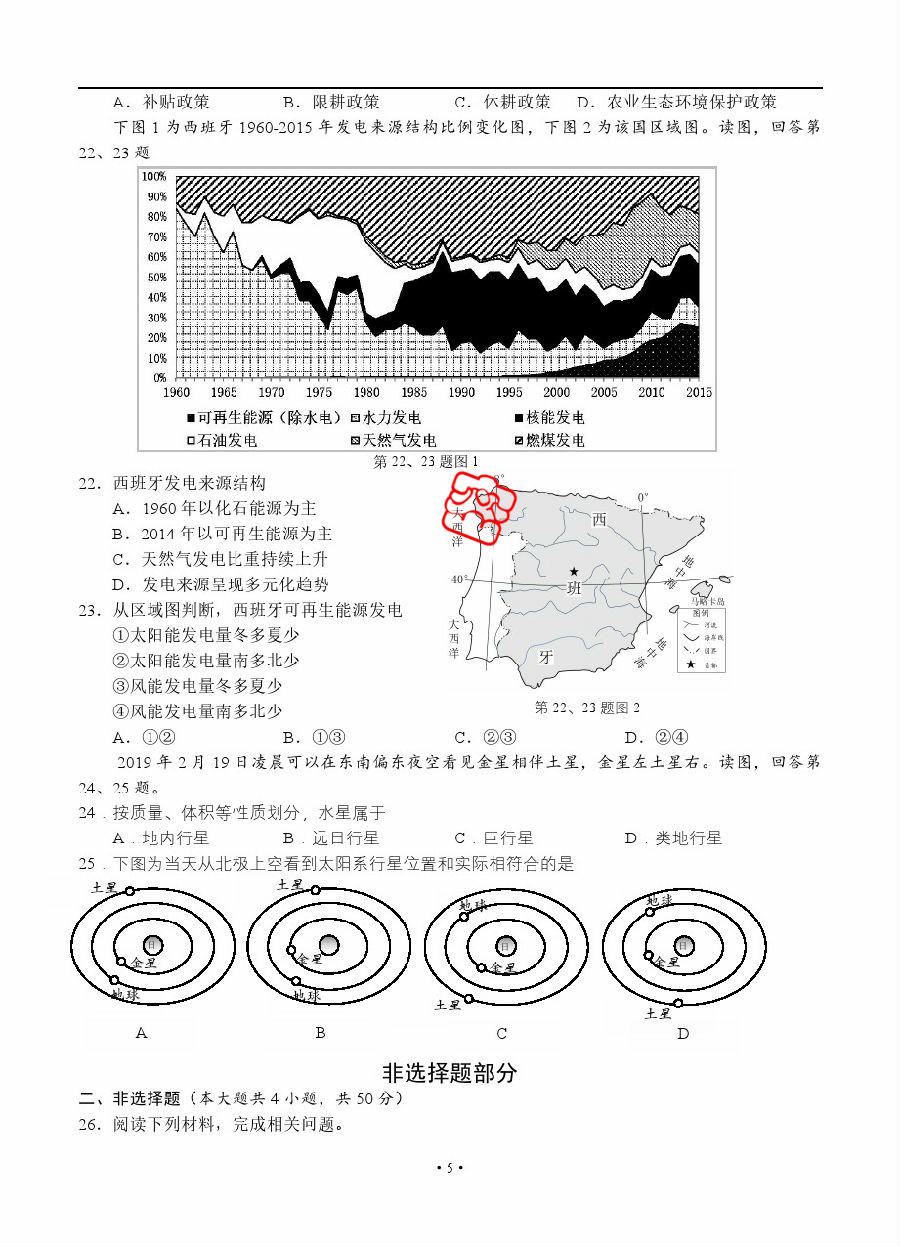 A．补贴政策 B．限耕政策 C．休耕政策 D．农业生态环境保护政策
下图 1 为西班牙 1960-2015 年发电来源结构比例变化图，下图 2 为该国区域图。读图，回答第
22、23 题
100%
90%
80%
70%
60%
50%
40%
30%
20%
10%
0%
1960 1965 1970 1975 1980 1985 1990 1995 2000 2005 2010 2015
■可再生能源（除水电） 水力发电 ■核能发电
□石油发电 天然气发电 燃煤发电
第 22、23 题图 1
22．西班牙发电来源结构
A．1960 年以化石能源为主
B．2014 年以可再生能源为主
C．天然气发电比重持续上升
D．发电来源呈现多元化趋势
23．从区域图判断，西班牙可再生能源发电
①太阳能发电量冬多夏少
②太阳能发电量南多北少
③风能发电量冬多夏少
④风能发电量南多北少
0°
大西洋
西
地中海
40°
班
马略卡岛
图例
河流
海岸线
国界
首都
大西洋
牙
地中海
第 22、23 题图 2
A．①② B．①③ C．②③ D．②④
2019 年 2 月 19 日凌晨可以在东南偏东夜空看见金星相伴土星，金星左土星右。读图，回答第
24、25 题。
24．按质量、体积等性质划分，水星属于
A．地内行星 B．远日行星 C．巨行星 D．类地行星
25．下图为当天从北极上空看到太阳系行星位置和实际相符合的是
土星 日 金星 地球
土星 金星 地球
地球 日 金星 土星
地球 日 金星 土星
A B C D
非选择题部分
二、非选择题（本大题共 4 小题，共 50 分）
26．阅读下列材料，完成相关问题。
·5·